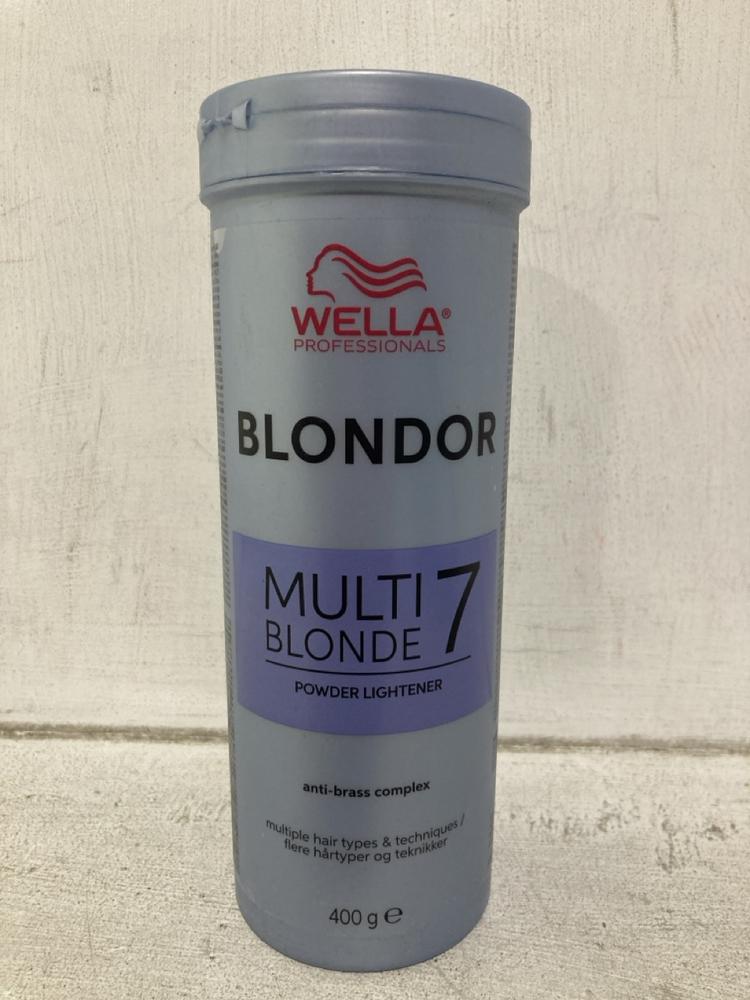 WELLA®
PROFESSIONALS
BLONDOR
MULTI 7
BLONDE
POWDER LIGHTENER
anti-brass complex
multiple hair types & techniques /
flere hårtyper og teknikker
400 g ℮